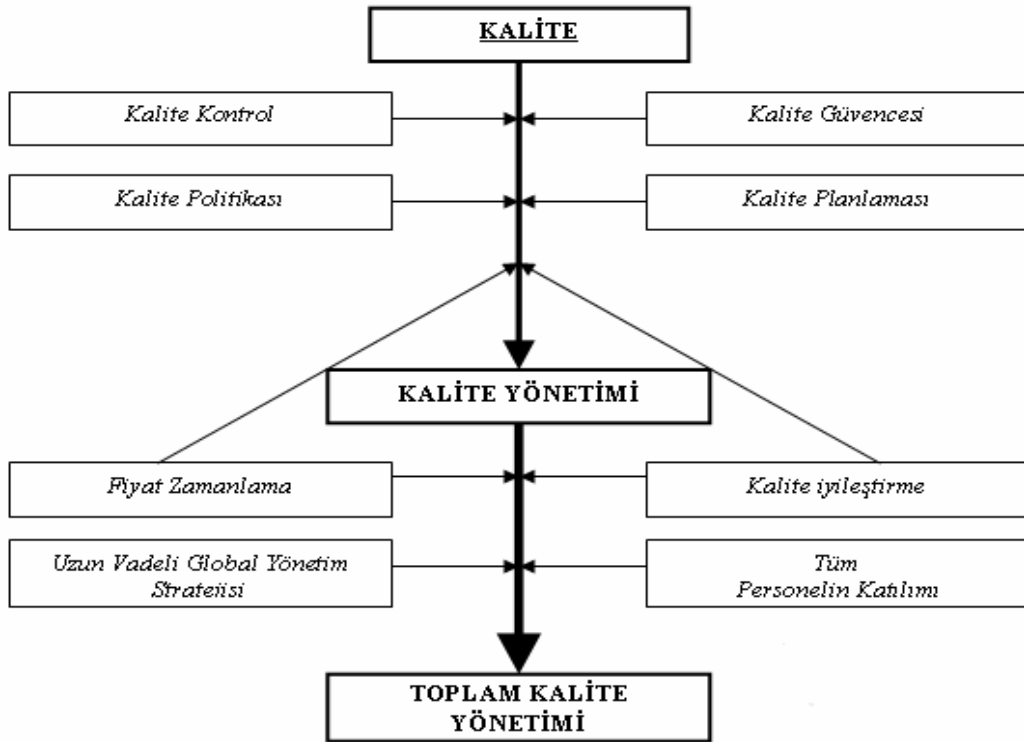 KALİTE
Kalite Kontrol
Kalite Güvencesi
Kalite Politikası
Kalite Planlaması
KALİTE YÖNETİMİ
Fiyat Zamanlama
Kalite iyileştirme
Uzun Vadeli Global Yönetim
Stratejisi
Tüm
Personelin Katılımı
TOPLAM KALİTE
YÖNETİMİ